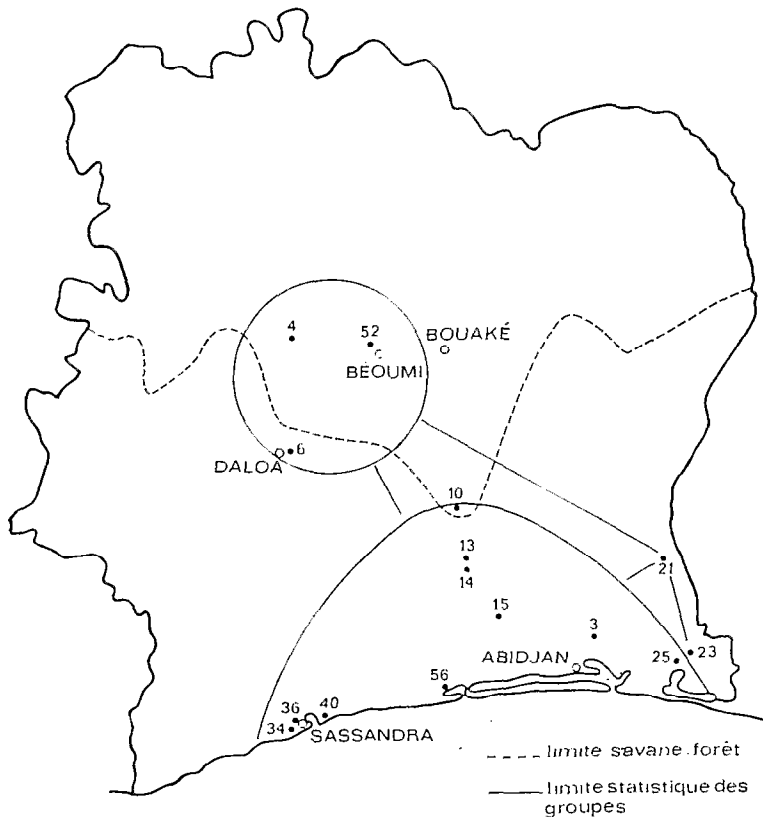 4
52
BOUAKÉ
BÉOUMI
6
DALOA
10
13
21
14
15
3
23
25
ABIDJAN
56
36
40
34
SASSANDRA
limite savane.forêt
limite statistique des
groupes